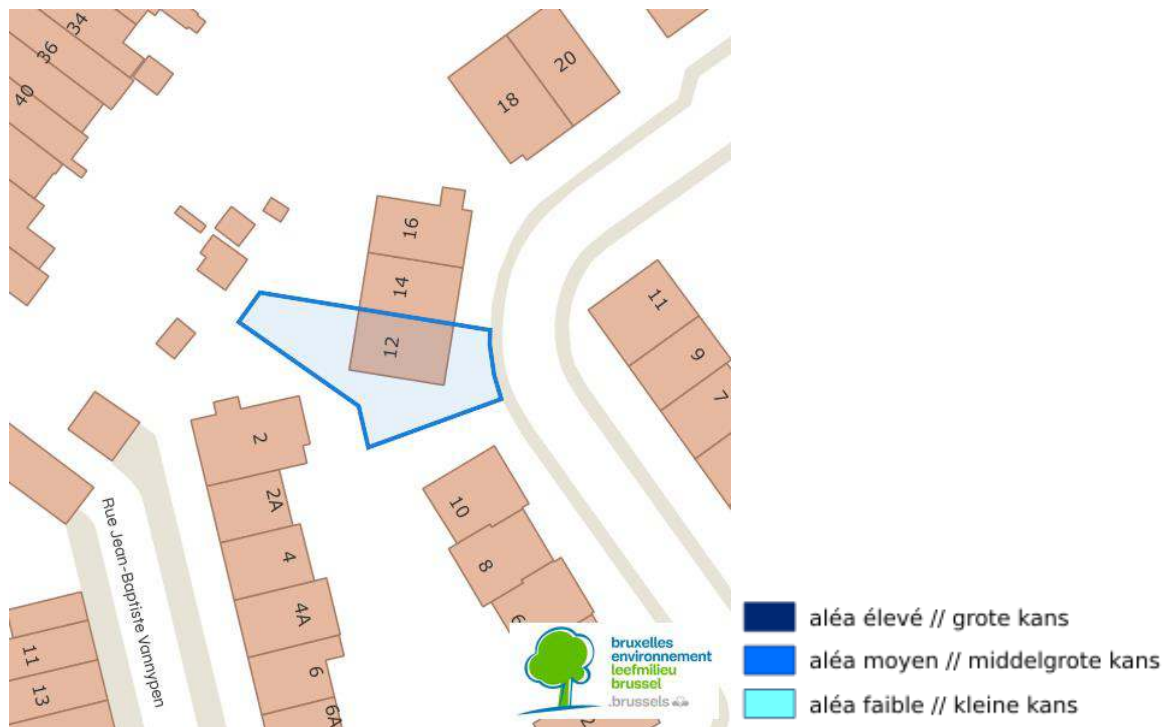 34
36
40
20
18
16
14
12
11
9
7
2
2A
4
4A
6
6A
10
8
6
Rue Jean-Baptiste Vannypen
11
13
2
bruxelles
environnement
leefmilieu
brussel
.brussels
aléa élevé // grote kans
aléa moyen // middelgrote kans
aléa faible // kleine kans